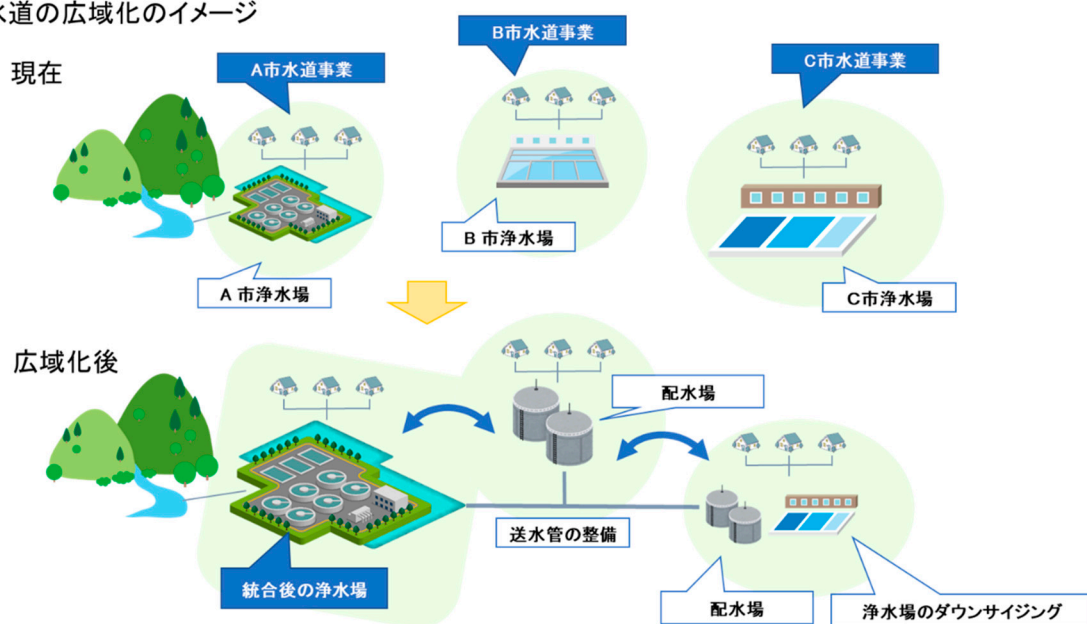 水道の広域化のイメージ
現在
A市水道事業
B市水道事業
C市水道事業
A 市浄水場
B 市浄水場
C市浄水場
広域化後
配水場
送水管の整備
統合後の浄水場
配水場
浄水場のダウンサイジング